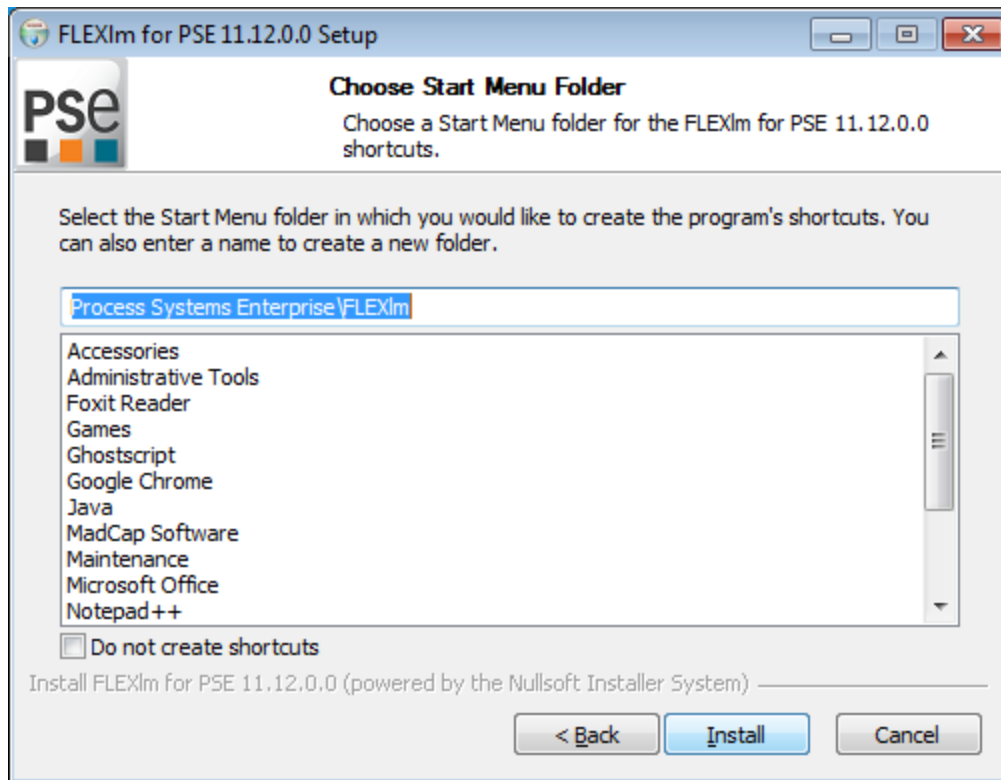 FLEXlm for PSE 11.12.0.0 Setup
PSe
Choose Start Menu Folder
Choose a Start Menu folder for the FLEXlm for PSE 11.12.0.0
shortcuts.
Select the Start Menu folder in which you would like to create the program's shortcuts. You
can also enter a name to create a new folder.
Process Systems Enterprise\FLEXlm
Accessories
Administrative Tools
Foxit Reader
Games
Ghostscript
Google Chrome
Java
MadCap Software
Maintenance
Microsoft Office
Notepad++
Do not create shortcuts
Install FLEXlm for PSE 11.12.0.0 (powered by the Nullsoft Installer System)
< Back
Install
Cancel